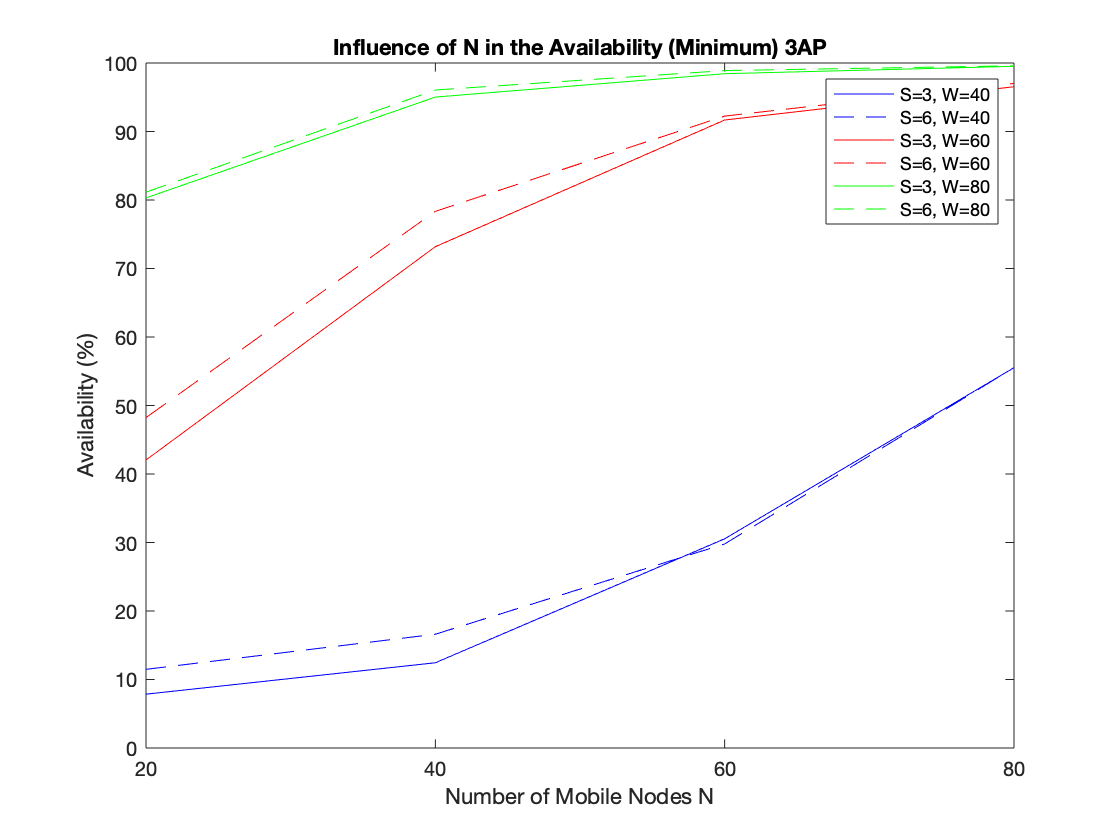 Influence of N in the Availability (Minimum) 3AP
100
90
80
70
60
50
40
30
20
10
0
Availability (%)
S=3, W=40
S=6, W=40
S=3, W=60
S=6, W=60
S=3, W=80
S=6, W=80
20 40 60 80
Number of Mobile Nodes N